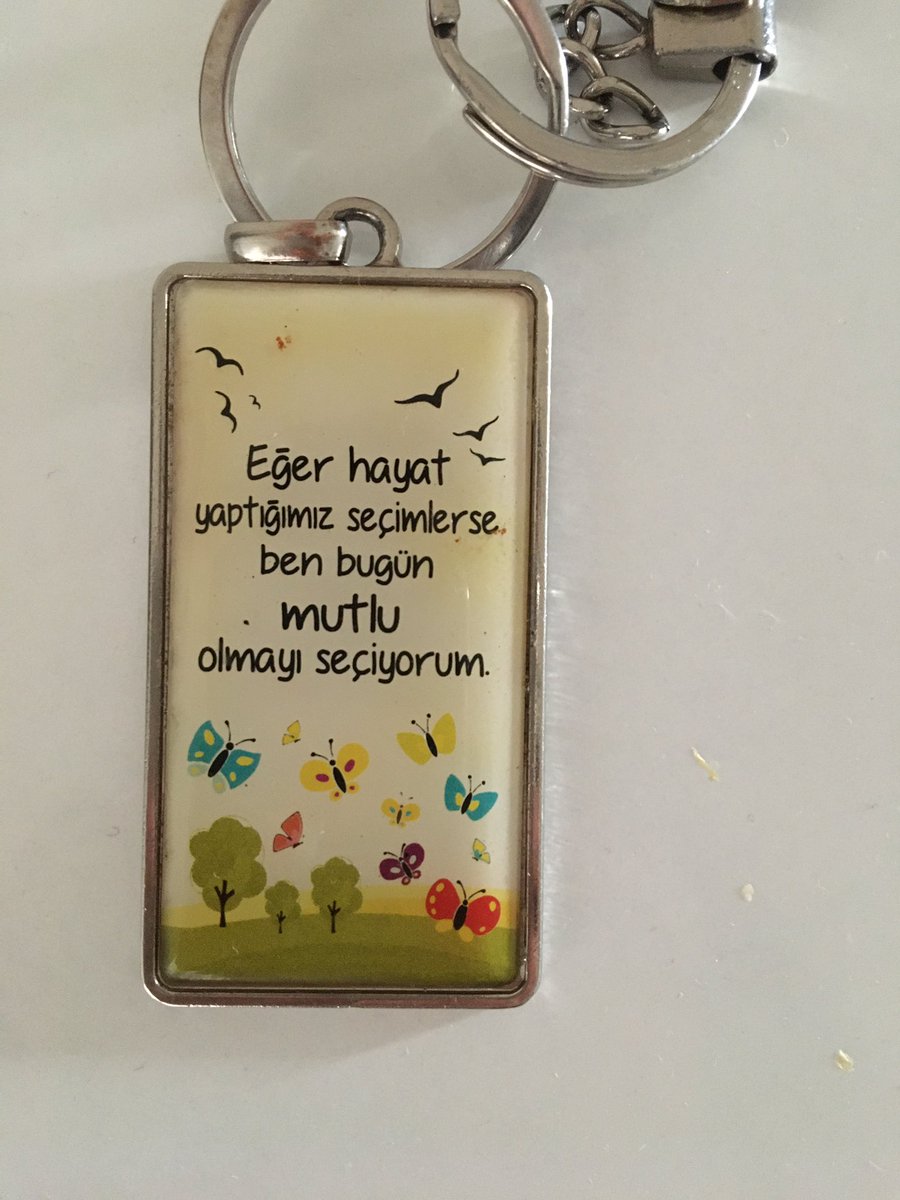 Eğer hayat
yaptığımız seçimlerse
ben bugün
mutlu
olmayı seçiyorum.